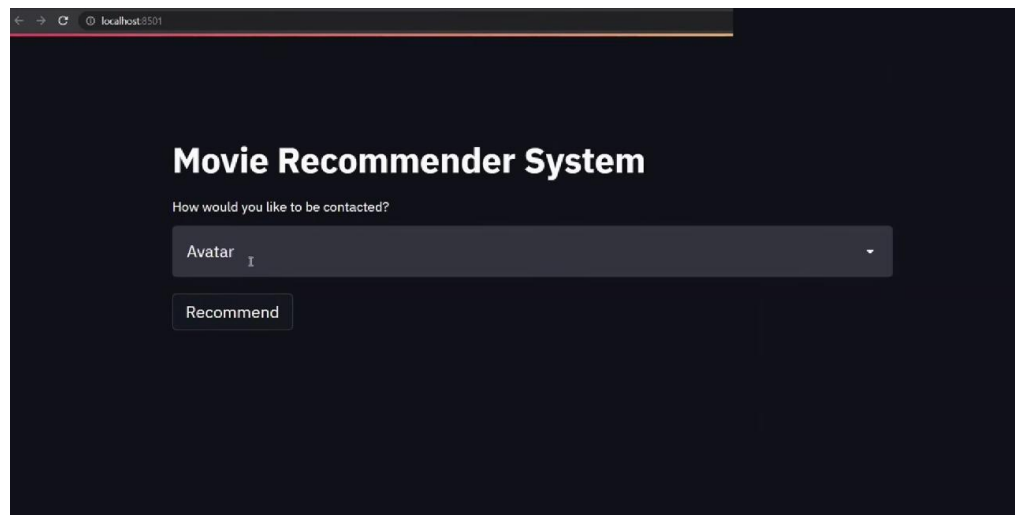 localhost:8501
Movie Recommender System
How would you like to be contacted?
Avatar
Recommend